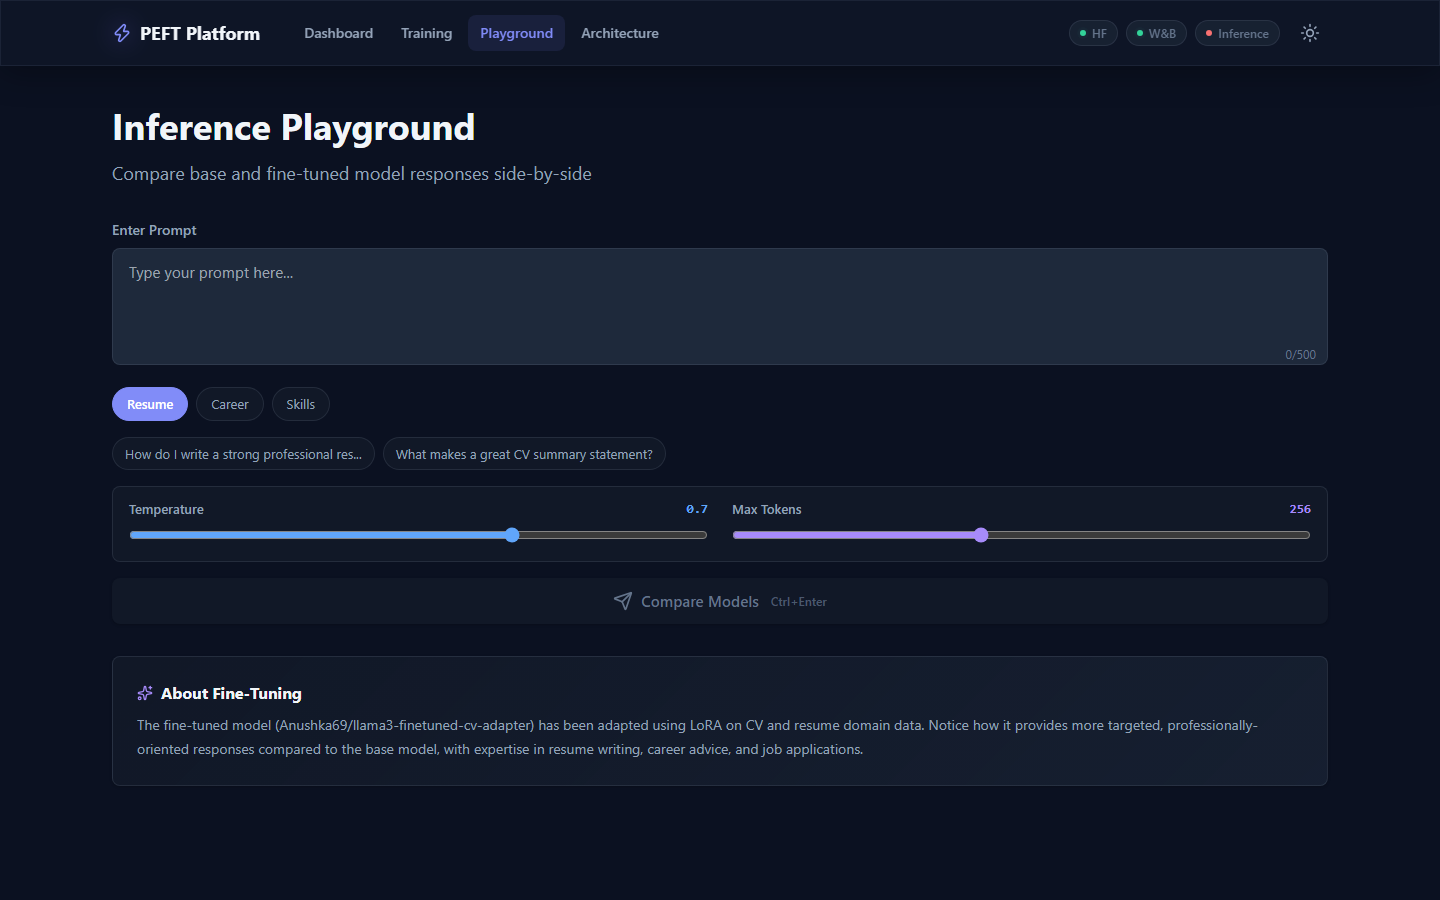 PEFT Platform
Dashboard
Training
Playground
Architecture
HF
W&B
Inference
Inference Playground
Compare base and fine-tuned model responses side-by-side
Enter Prompt
Type your prompt here...
0/500
Resume
Career
Skills
How do I write a strong professional res...
What makes a great CV summary statement?
Temperature
0.7
Max Tokens
256
Compare Models
Ctrl+Enter
About Fine-Tuning
The fine-tuned model (Anushka69/llama3-finetuned-cv-adapter) has been adapted using LoRA on CV and resume domain data. Notice how it provides more targeted, professionally-
oriented responses compared to the base model, with expertise in resume writing, career advice, and job applications.